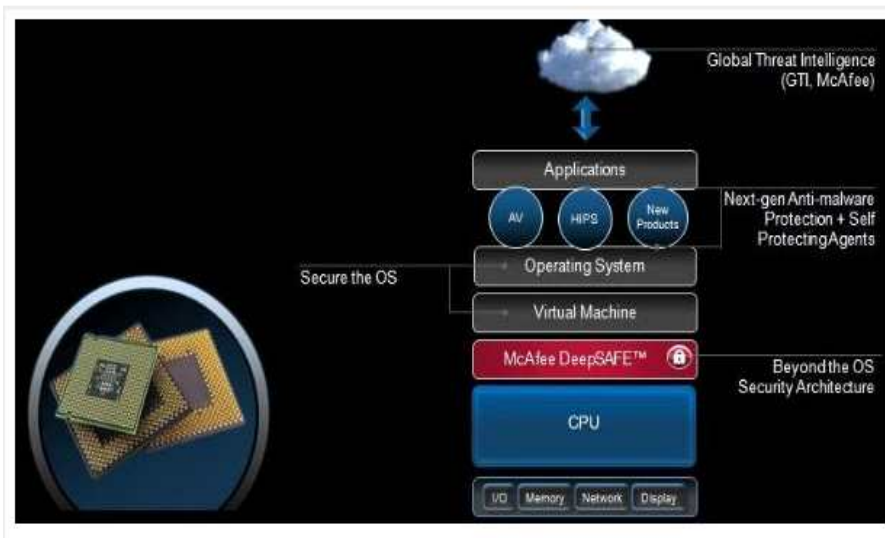 Global Threat Intelligence
(GTI, McAfee)
Applications
AV
HIPS
New
Products
Next-gen Anti-malware
Protection + Self
ProtectingAgents
Operating System
Secure the OS
Virtual Machine
McAfee DeepSAFE™
Beyond the OS
Security Architecture
CPU
I/O
Memory
Network
Display